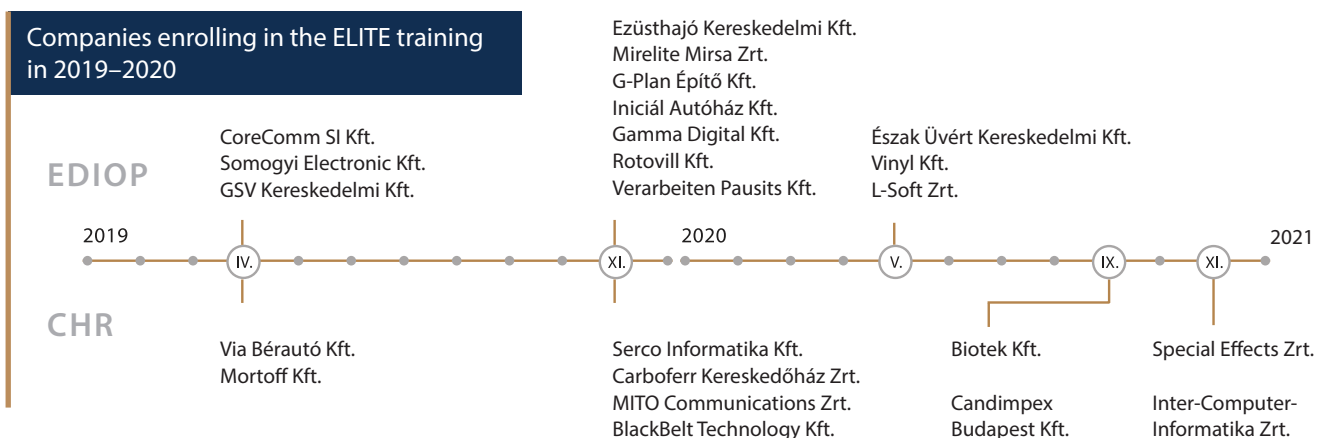 Companies enrolling in the ELITE training
in 2019–2020
EDIOP
CoreComm SI Kft.
Somogyi Electronic Kft.
GSV Kereskedelmi Kft.
Ezüsthajó Kereskedelmi Kft.
Mirelite Mirsa Zrt.
G-Plan Építő Kft.
Iniciál Autóház Kft.
Gamma Digital Kft.
Rotovill Kft.
Verarbeiten Pausits Kft.
Észak Üvért Kereskedelmi Kft.
Vinyl Kft.
L-Soft Zrt.
2019
2020
2021
IV.
XI.
V.
IX.
XI.
CHR
Via Bérautó Kft.
Mortoff Kft.
Serco Informatika Kft.
Carboferr Kereskedőház Zrt.
MITO Communications Zrt.
BlackBelt Technology Kft.
Biotek Kft.
Candimpex
Budapest Kft.
Special Effects Zrt.
Inter-Computer-
Informatika Zrt.